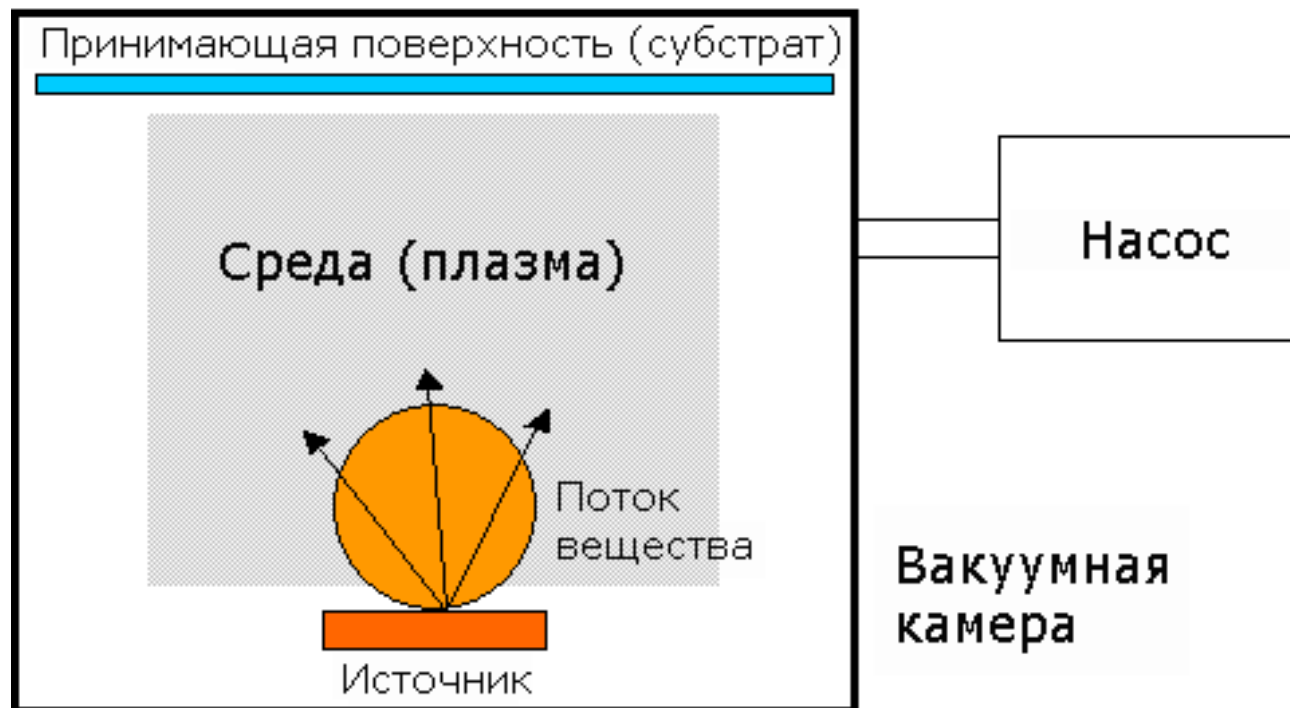 Принимающая поверхность (субстрат)
Среда (плазма)
Насос
Поток
вещества
Вакуумная
камера
Источник